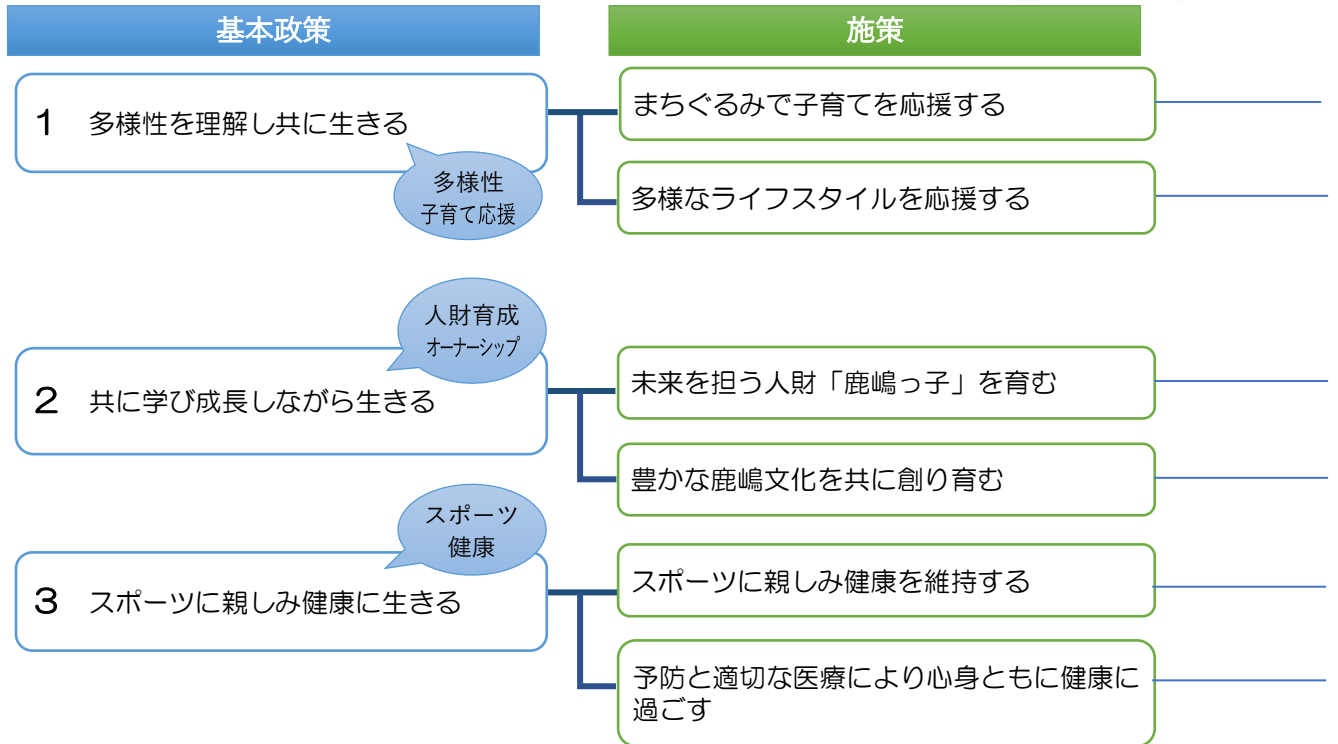 基本政策
施策
1 多様性を理解し共に生きる
多様性
子育て応援
まちぐるみで子育てを応援する
多様なライフスタイルを応援する
人財育成
オーナーシップ
2 共に学び成長しながら生きる
未来を担う人財「鹿嶋っ子」を育む
豊かな鹿嶋文化を共に創り育む
スポーツ
健康
3 スポーツに親しみ健康に生きる
スポーツに親しみ健康を維持する
予防と適切な医療により心身ともに健康に
過ごす